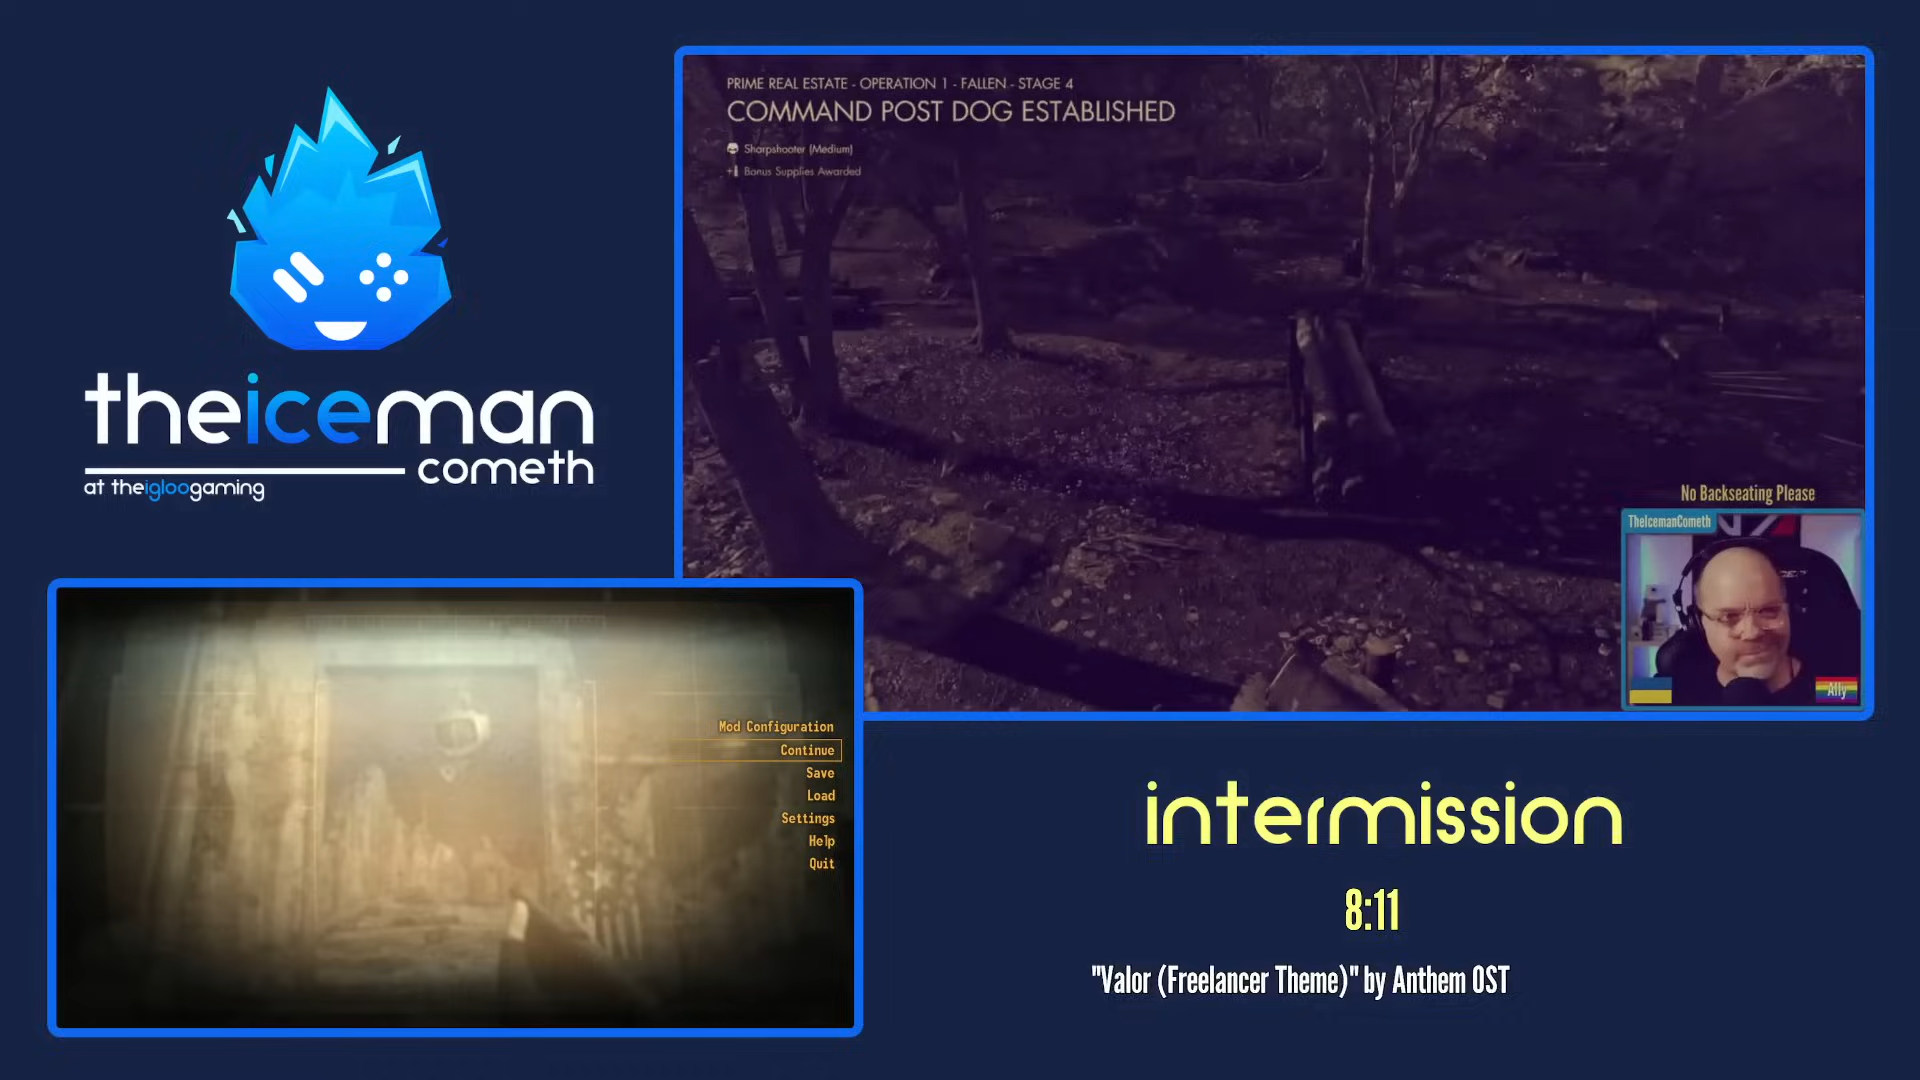 theiceman
cometh
at theigloogaming
PRIME REAL ESTATE - OPERATION 1 - FALLEN - STAGE 4
COMMAND POST DOG ESTABLISHED
Sharpshooter (Medium)
+ Bonus Supplies Awarded
No Backseating Please
TheIcemanCometh
Ally
Mod Configuration
Continue
Save
Load
Settings
Help
Quit
intermission
8:11
"Valor (Freelancer Theme)" by Anthem OST